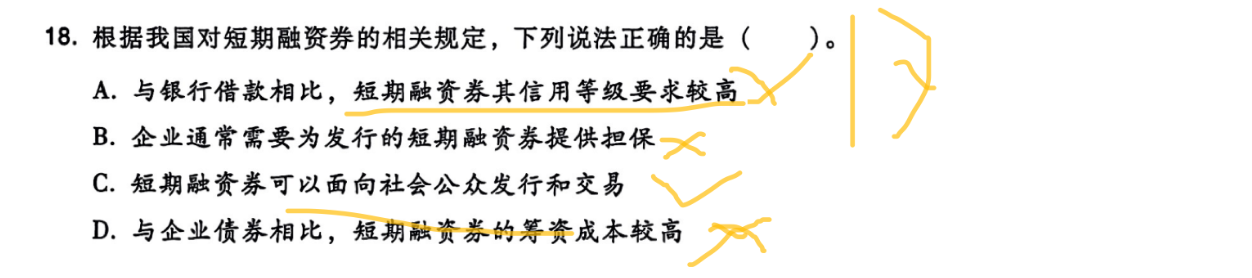 18. 根据我国对短期融资券的相关规定，下列说法正确的是（　　）。
A. 与银行借款相比，短期融资券其信用等级要求较高
B. 企业通常需要为发行的短期融资券提供担保
C. 短期融资券可以面向社会公众发行和交易
D. 与企业债券相比，短期融资券的筹资成本较高